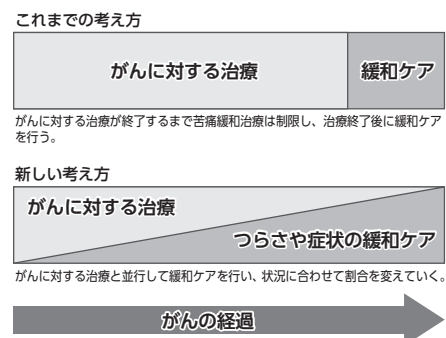 これまでの考え方
がんに対する治療
緩和ケア
がんに対する治療が終了するまで苦痛緩和治療は制限し、治療終了後に緩和ケア
を行う。
新しい考え方
がんに対する治療
つらさや症状の緩和ケア
がんに対する治療と並行して緩和ケアを行い、状況に合わせて割合を変えていく。
がんの経過